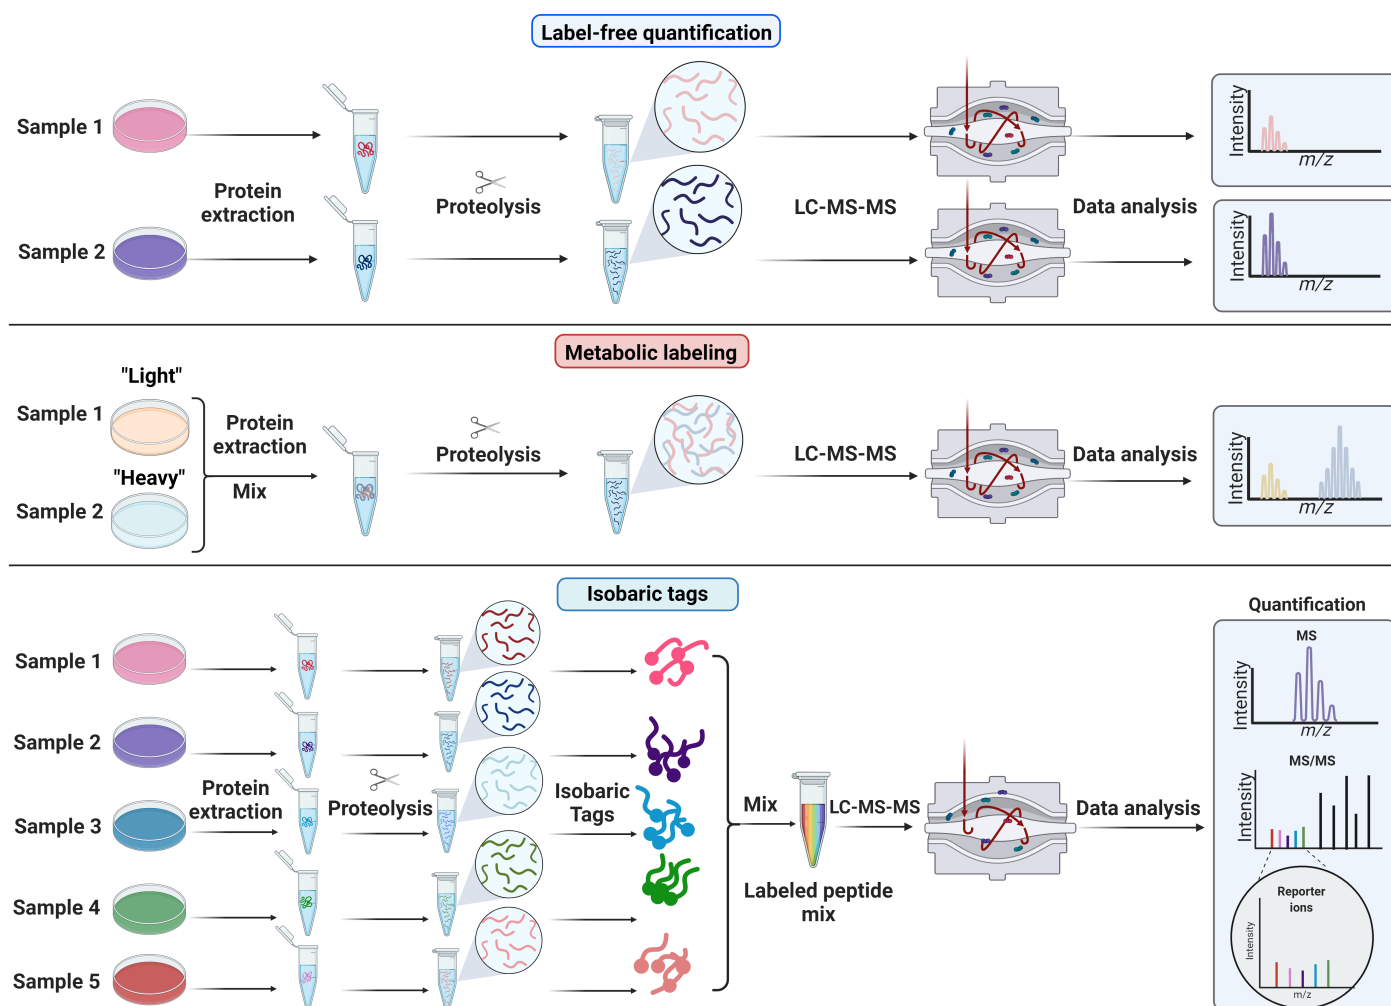 Label-free quantification
Sample 1
Sample 2
Protein
extraction
Proteolysis
LC-MS-MS
Data analysis
Intensity
m/z
Intensity
m/z
Metabolic labeling
"Light"
Sample 1
"Heavy"
Sample 2
Protein
extraction
Mix
Proteolysis
LC-MS-MS
Data analysis
Intensity
m/z
Isobaric tags
Sample 1
Sample 2
Sample 3
Sample 4
Sample 5
Protein
extraction
Proteolysis
Isobaric
Tags
Mix
Labeled peptide
mix
LC-MS-MS
Data analysis
Quantification
MS
Intensity
m/z
MS/MS
Intensity
Reporter
ions
Intensity
m/z